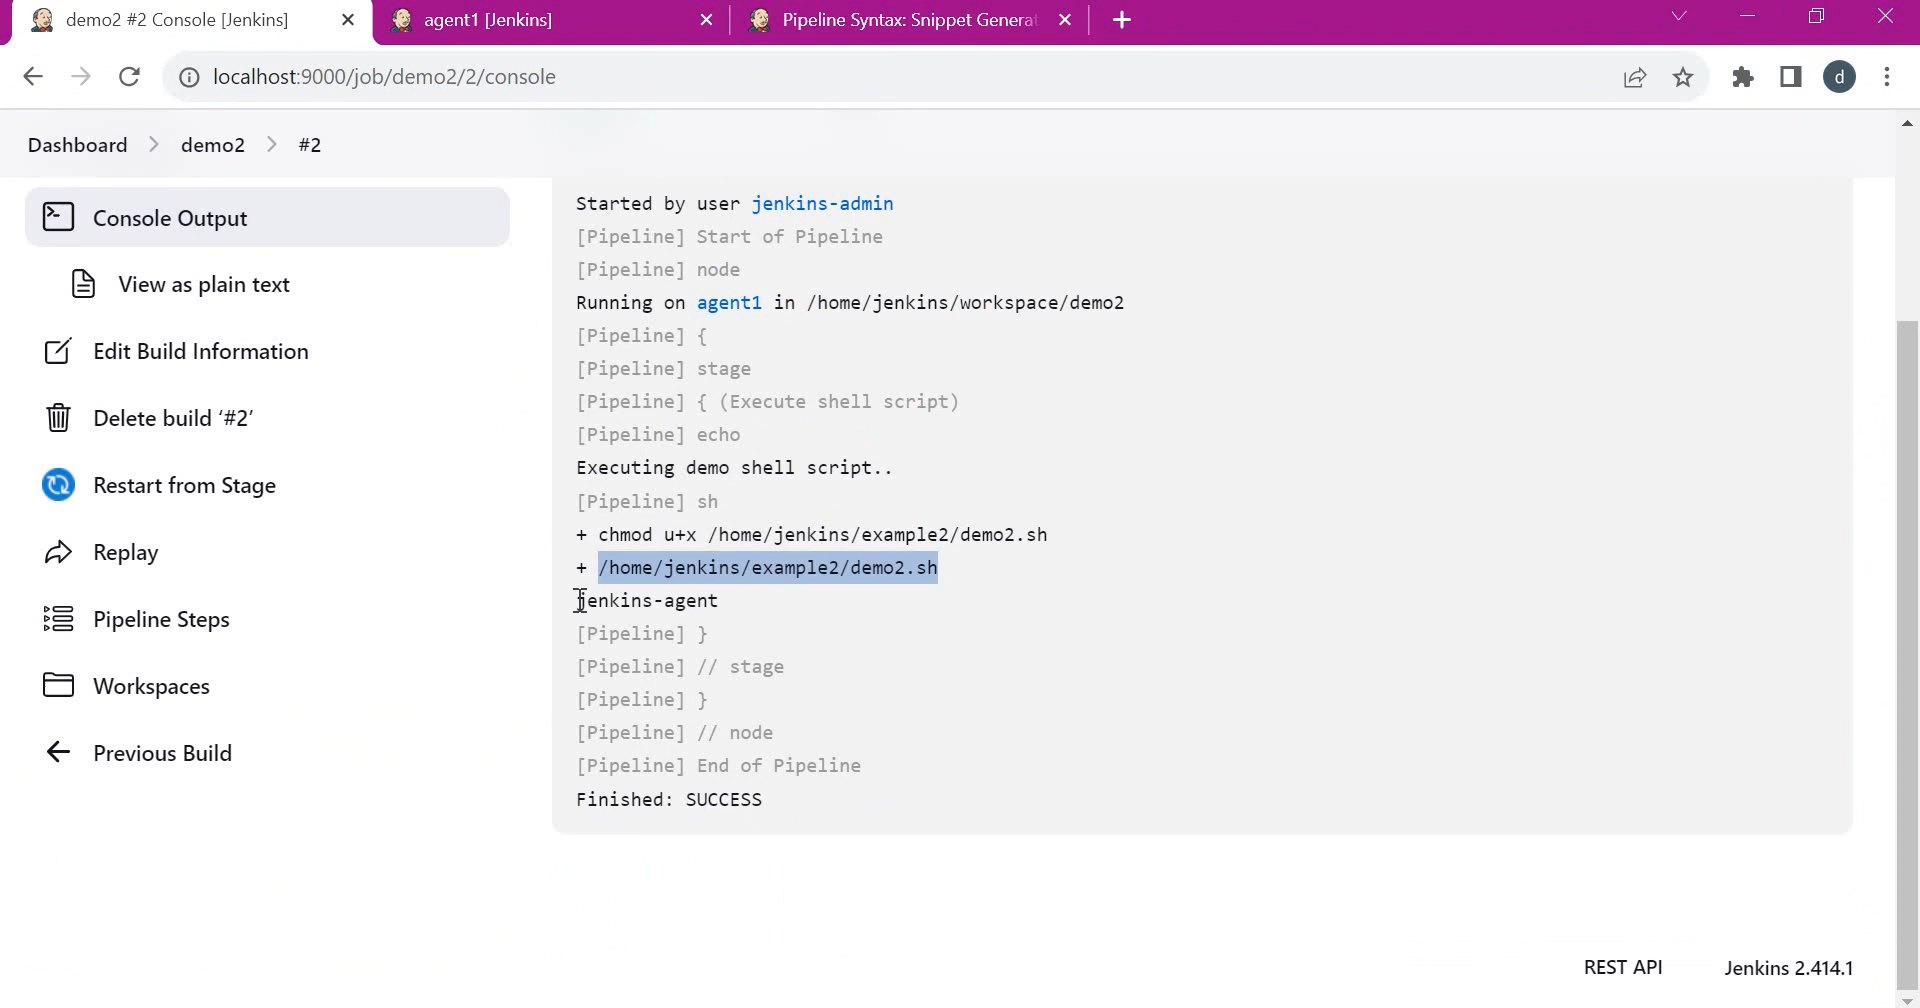 demo2 #2 Console [Jenkins]
agent1 [Jenkins]
Pipeline Syntax: Snippet Genera
localhost:9000/job/demo2/2/console
d
Dashboard
demo2
#2
Console Output
View as plain text
Edit Build Information
Delete build ‘#2’
Restart from Stage
Replay
Pipeline Steps
Workspaces
Previous Build
Started by user jenkins-admin
[Pipeline] Start of Pipeline
[Pipeline] node
Running on agent1 in /home/jenkins/workspace/demo2
[Pipeline] {
[Pipeline] stage
[Pipeline] { (Execute shell script)
[Pipeline] echo
Executing demo shell script..
[Pipeline] sh
+ chmod u+x /home/jenkins/example2/demo2.sh
+ /home/jenkins/example2/demo2.sh
jenkins-agent
[Pipeline] }
[Pipeline] // stage
[Pipeline] }
[Pipeline] // node
[Pipeline] End of Pipeline
Finished: SUCCESS
REST API
Jenkins 2.414.1